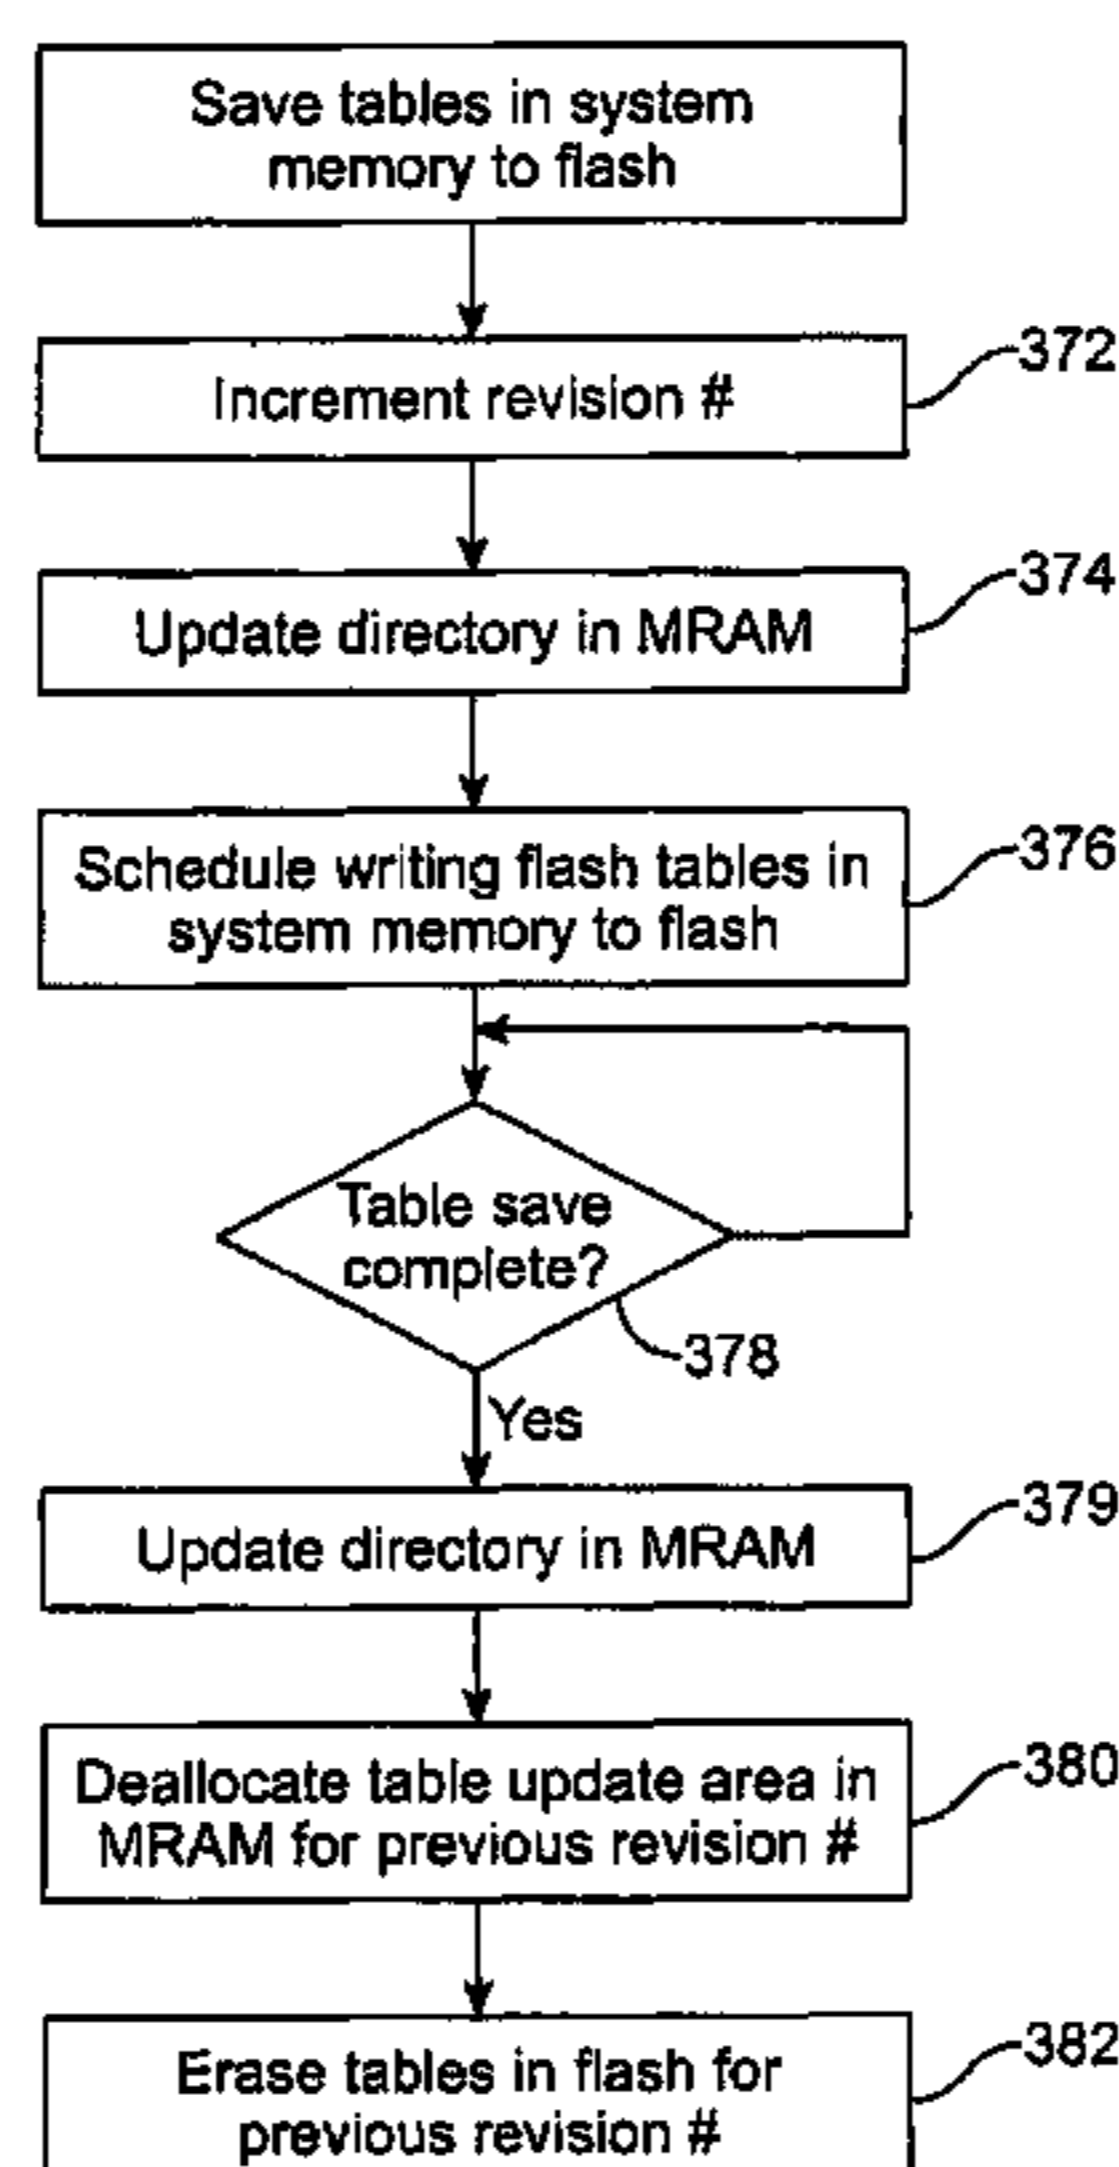 Save tables in system
memory to flash
Increment revision #
372
Update directory in MRAM
374
Schedule writing flash tables in
system memory to flash
376
Table save
complete?
378
Yes
Update directory in MRAM
379
Deallocate table update area in
MRAM for previous revision #
380
Erase tables in flash for
previous revision #
382